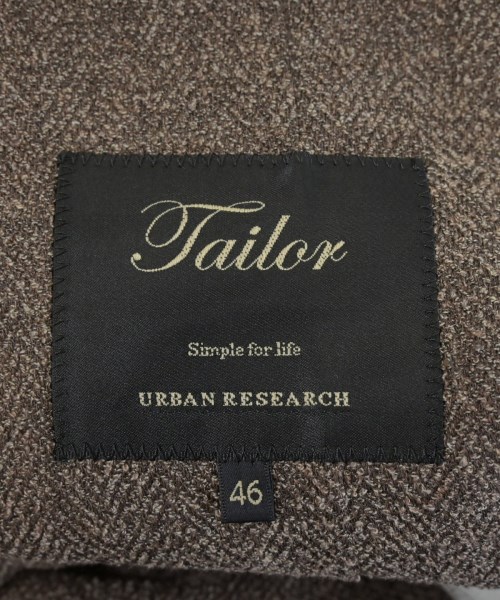 Tailor
Simple for life
URBAN RESEARCH
46